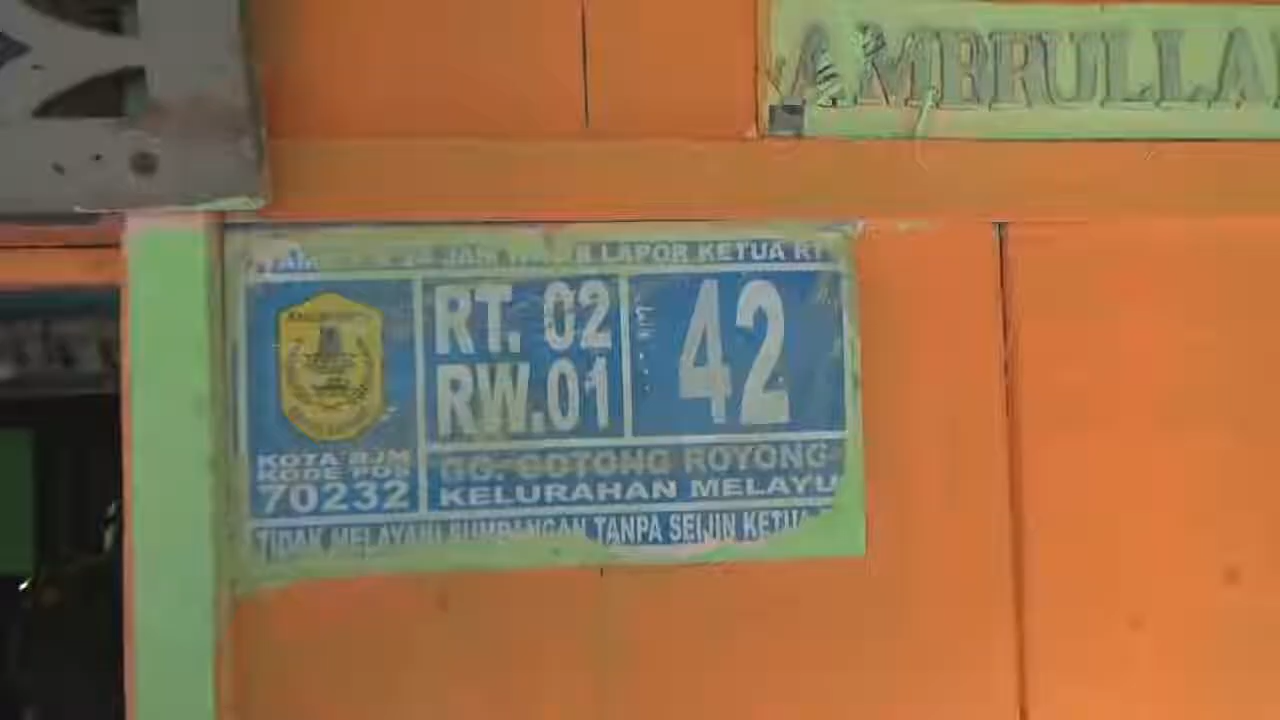 AMBRULLA
LAPOR KETUA RT
RT. 02
RW.01
42
KOTA BJM
KODE POS
70232
GG. GOTONG ROYONG
KELURAHAN MELAYU
TIDAK MELAYANI SUMBANGAN TANPA SEIJIN KETUA